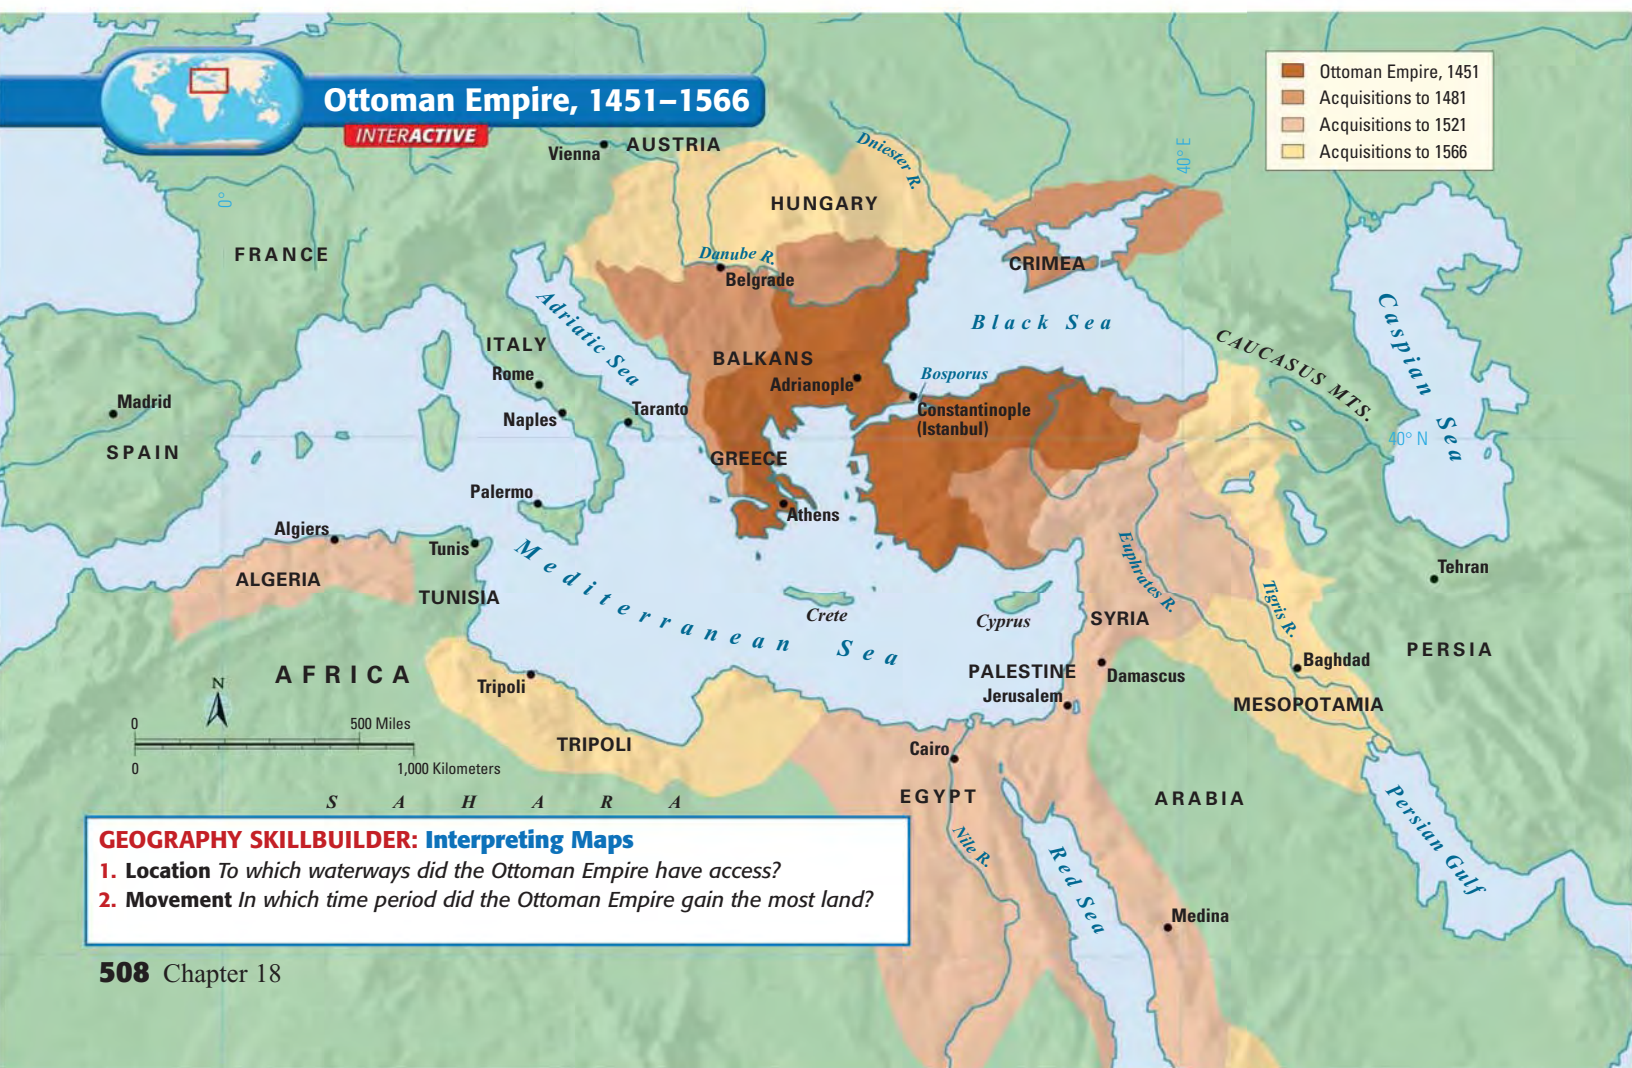 Ottoman Empire, 1451–1566
INTERACTIVE
Ottoman Empire, 1451
Acquisitions to 1481
Acquisitions to 1521
Acquisitions to 1566
Vienna
AUSTRIA
Dniester R.
40° E
0°
HUNGARY
FRANCE
Danube R.
Belgrade
CRIMEA
Adriatic Sea
Black Sea
Caspian Sea
ITALY
BALKANS
CAUCASUS MTS.
Rome
Adrianople
Bosporus
Madrid
Naples
Taranto
Constantinople
(Istanbul)
40° N
SPAIN
GREECE
Palermo
Athens
Algiers
Tunis
Mediterranean Sea
Euphrates R.
Tehran
ALGERIA
TUNISIA
Crete
Cyprus
SYRIA
Tigris R.
PERSIA
AFRICA
PALESTINE
Baghdad
Tripoli
Jerusalem
Damascus
MESOPOTAMIA
N
0
500 Miles
0
1,000 Kilometers
TRIPOLI
Cairo
SAHARA
EGYPT
ARABIA
Nile R.
Red Sea
Persian Gulf
Medina
GEOGRAPHY SKILLBUILDER: Interpreting Maps
1. Location To which waterways did the Ottoman Empire have access?
2. Movement In which time period did the Ottoman Empire gain the most land?
508 Chapter 18